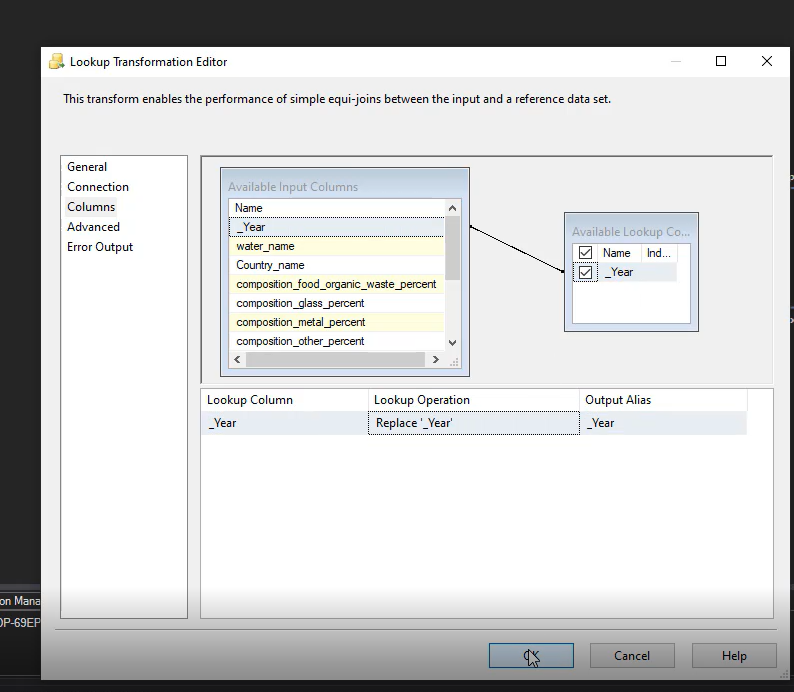 Lookup Transformation Editor
This transform enables the performance of simple equi-joins between the input and a reference data set.
General
Connection
Columns
Advanced
Error Output
Available Input Columns
Name
_Year
water_name
Country_name
composition_food_organic_waste_percent
composition_glass_percent
composition_metal_percent
composition_other_percent
Available Lookup Co...
Name Ind...
_Year
Lookup Column Lookup Operation Output Alias
_Year Replace '_Year' _Year
on Mana
OP-69EP
OK Cancel Help